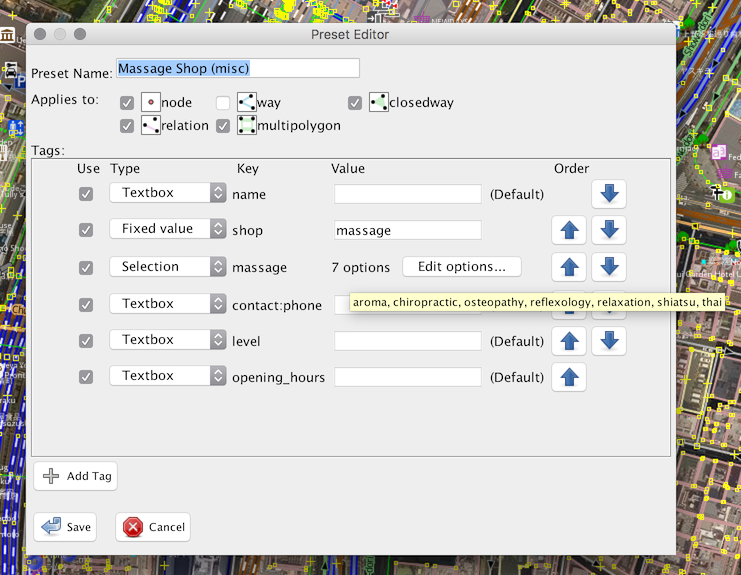 Preset Editor
Preset Name: Massage Shop (misc)
Applies to: node way closedway
relation multipolygon
Tags:
Use Type Key Value Order
Textbox name (Default)
Fixed value shop massage
Selection massage 7 options Edit options...
Textbox contact:phone
aroma, chiropractic, osteopathy, reflexology, relaxation, shiatsu, thai
Textbox level (Default)
Textbox opening_hours (Default)
Add Tag
Save Cancel